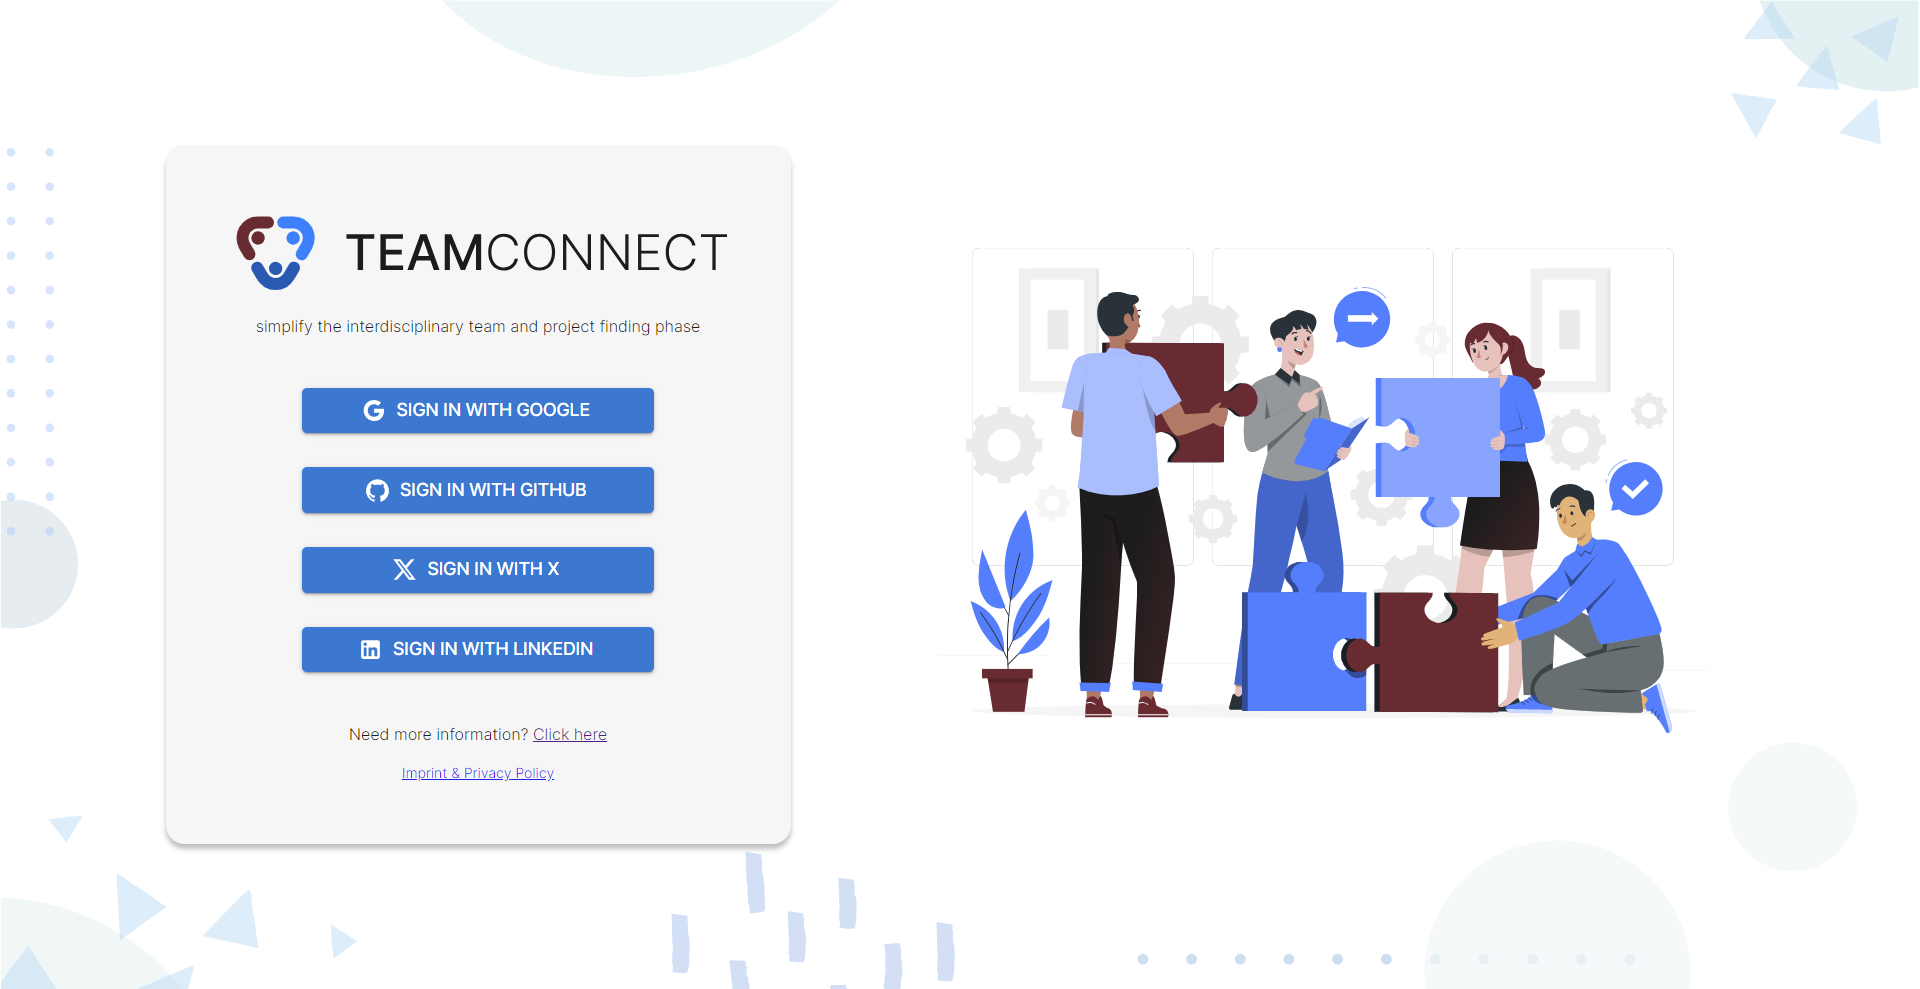 TEAMCONNECT
simplify the interdisciplinary team and project finding phase
SIGN IN WITH GOOGLE
SIGN IN WITH GITHUB
SIGN IN WITH X
SIGN IN WITH LINKEDIN
Need more information? Click here
Imprint & Privacy Policy